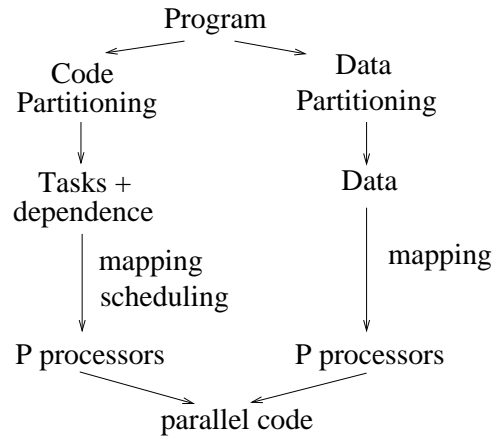 Program
Code
Partitioning
Data
Partitioning
Tasks +
dependence
Data
mapping
scheduling
mapping
P processors
P processors
parallel code